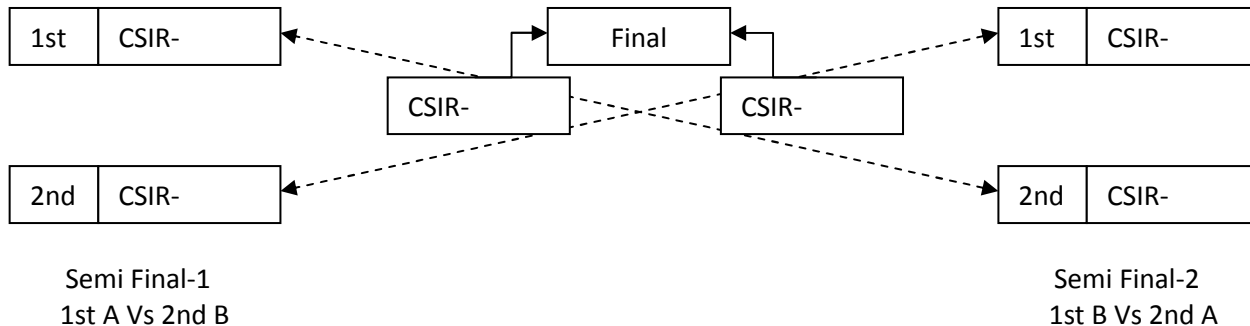 1st CSIR-
Final
1st CSIR-
CSIR-
CSIR-
2nd CSIR-
2nd CSIR-
Semi Final-1
1st A Vs 2nd B
Semi Final-2
1st B Vs 2nd A